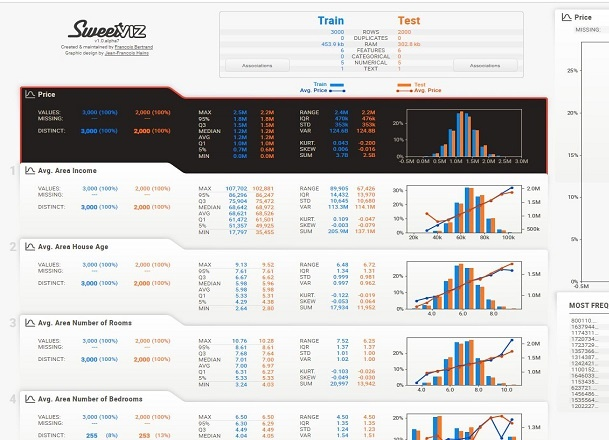 SweetVIZ
v1.0.alpha7
Created & maintained by Francois Bertrand
Graphic design by Jean-Francois Hains
Train Test
3000 ROWS 2000
0 DUPLICATES 0
453.9 kb RAM 302.9 kb
6 FEATURES 6
0 CATEGORICAL 0
5 NUMERICAL 5
1 TEXT 1
Associations Associations
Train Test
Avg. Price Avg. Price
Price
VALUES: 3,000 (100%) 2,000 (100%)
MISSING: --- ---
DISTINCT: 3,000 (100%) 2,000 (100%)
MAX 2.5M 2.2M
95% 1.8M 1.8M
Q3 1.5M 1.5M
MEDIAN 1.2M 1.2M
AVG 1.2M 1.2M
Q1 1.0M 1.0M
5% 0.7M 0.6M
MIN 0.0M 0.0M
RANGE 2.4M 2.2M
IQR 470k 476k
STD 353k 353k
VAR 124.6B 124.8B
KURT. 0.043 -0.200
SKEW 0.006 -0.016
SUM 3.7B 2.5B
20%
10%
0%
-0.5M 0.0M 0.5M 1.0M 1.5M 2.0M 2.5M 3.0M
1
Avg. Area Income
VALUES: 3,000 (100%) 2,000 (100%)
MISSING: --- ---
DISTINCT: 3,000 (100%) 2,000 (100%)
MAX 107,702 102,881
95% 86,296 86,247
Q3 75,904 75,473
MEDIAN 68,642 68,972
AVG 68,621 68,526
Q1 61,472 61,501
5% 51,357 49,925
MIN 17,797 35,455
RANGE 89,905 67,426
IQR 14,432 13,970
STD 10,645 10,680
VAR 113.3M 114.1M
KURT. 0.109 -0.047
SKEW -0.003 -0.079
SUM 205.9M 137.1M
30%
20%
10%
0%
2.0M
1.5M
1.0M
500k
20k 40k 60k 80k 100k
2
Avg. Area House Age
VALUES: 3,000 (100%) 2,000 (100%)
MISSING: --- ---
DISTINCT: 3,000 (100%) 2,000 (100%)
MAX 9.13 9.52
95% 7.61 7.61
Q3 6.67 6.62
MEDIAN 5.98 5.96
AVG 5.98 5.98
Q1 5.33 5.31
5% 4.29 4.38
MIN 2.64 2.80
RANGE 6.48 6.72
IQR 1.34 1.31
STD 0.999 0.981
VAR 0.997 0.962
KURT. -0.122 -0.019
SKEW -0.053 0.064
SUM 17,934 11,952
20%
10%
0%
1.5M
1.0M
4.0 6.0 8.0
3
Avg. Area Number of Rooms
VALUES: 3,000 (100%) 2,000 (100%)
MISSING: --- ---
DISTINCT: 3,000 (100%) 2,000 (100%)
MAX 10.76 10.28
95% 8.61 8.61
Q3 7.68 7.64
MEDIAN 7.01 7.00
AVG 7.00 6.97
Q1 6.31 6.27
5% 5.33 5.33
MIN 3.24 4.03
RANGE 7.52 6.25
IQR 1.37 1.37
STD 1.01 1.00
VAR 1.02 1.00
KURT. -0.103 -0.026
SKEW -0.049 -0.030
SUM 20,997 13,942
20%
10%
0%
2.0M
1.5M
1.0M
4.0 6.0 8.0 10.0
4
Avg. Area Number of Bedrooms
VALUES: 3,000 (100%) 2,000 (100%)
MISSING: --- ---
DISTINCT: 255 (8%) 253 (13%)
MAX 6.50 6.50
95% 6.30 6.29
Q3 4.49 4.49
MEDIAN 4.04 4.05
RANGE 4.50 4.50
IQR 1.35 1.35
STD 1.24 1.23
VAR 1.54 1.51
20%
1.3M
Price
MISSING:
25%
20%
15%
5%
0%
-0.5M
MOST FREQ